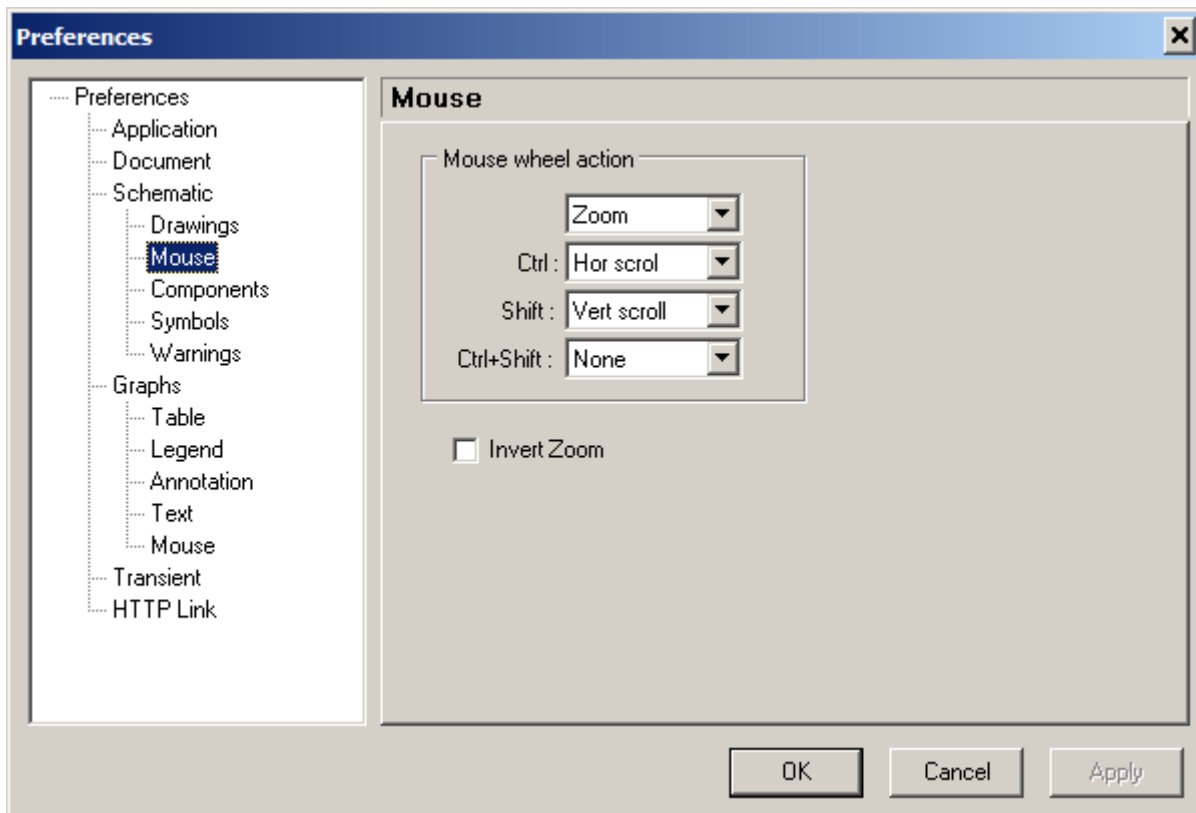 Preferences
Preferences
Application
Document
Schematic
Drawings
Mouse
Components
Symbols
Warnings
Graphs
Table
Legend
Annotation
Text
Mouse
Transient
HTTP Link
Mouse
Mouse wheel action
Zoom
Ctrl : Hor scrol
Shift : Vert scroll
Ctrl+Shift : None
Invert Zoom
OK Cancel Apply